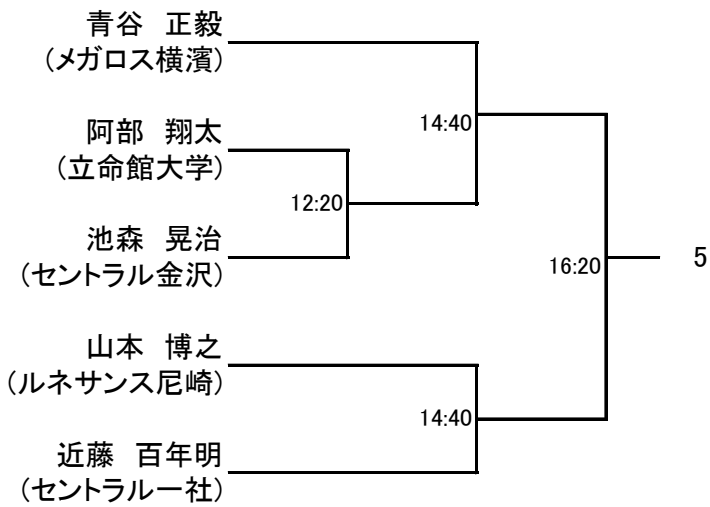 青谷　正毅
(メガロス横濱)
14:40
阿部　翔太
(立命館大学)
12:20
池森　晃治
(セントラル金沢)
16:20
5
山本　博之
(ルネサンス尼崎)
14:40
近藤　百年明
(セントラル一社)